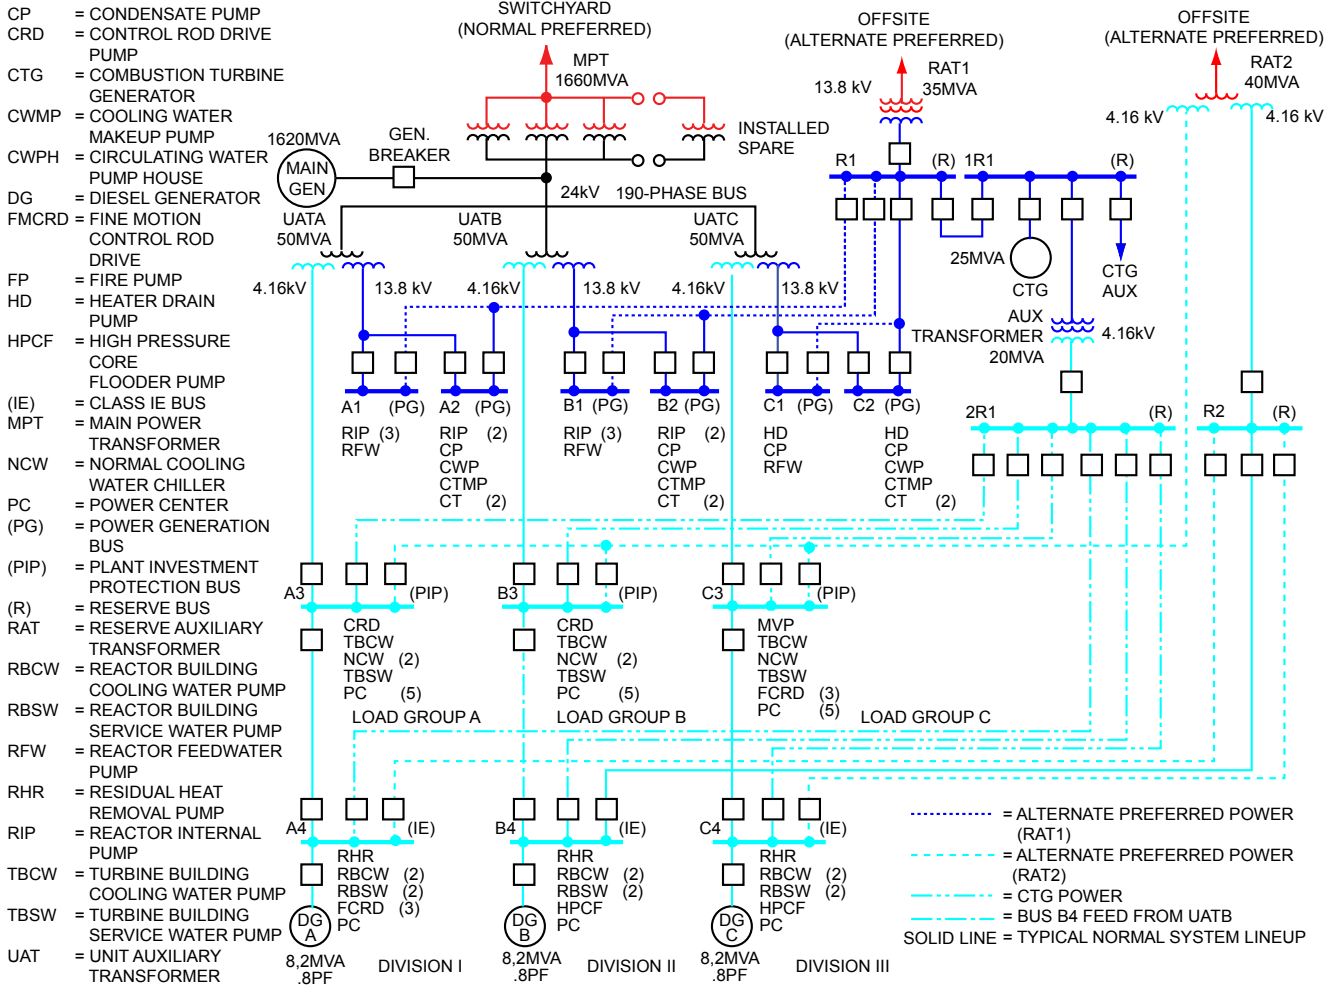 CP = CONDENSATE PUMP
CRD = CONTROL ROD DRIVE
PUMP
CTG = COMBUSTION TURBINE
GENERATOR
CWMP = COOLING WATER
MAKEUP PUMP
CWPH = CIRCULATING WATER
PUMP HOUSE
DG = DIESEL GENERATOR
FMCRD = FINE MOTION
CONTROL ROD
DRIVE
FP = FIRE PUMP
HD = HEATER DRAIN
PUMP
HPCF = HIGH PRESSURE
CORE
FLOODER PUMP
(IE) = CLASS IE BUS
MPT = MAIN POWER
TRANSFORMER
NCW = NORMAL COOLING
WATER CHILLER
PC = POWER CENTER
(PG) = POWER GENERATION
BUS
(PIP) = PLANT INVESTMENT
PROTECTION BUS
(R) = RESERVE BUS
RAT = RESERVE AUXILIARY
TRANSFORMER
RBCW = REACTOR BUILDING
COOLING WATER PUMP
RBSW = REACTOR BUILDING
SERVICE WATER PUMP
RFW = REACTOR FEEDWATER
PUMP
RHR = RESIDUAL HEAT
REMOVAL PUMP
RIP = REACTOR INTERNAL
PUMP
TBCW = TURBINE BUILDING
COOLING WATER PUMP
TBSW = TURBINE BUILDING
SERVICE WATER PUMP
UAT = UNIT AUXILIARY
TRANSFORMER
SWITCHYARD
(NORMAL PREFERRED)
MPT
1660MVA
INSTALLED
SPARE
1620MVA
MAIN
GEN
GEN.
BREAKER
24kV
190-PHASE BUS
OFFSITE
(ALTERNATE PREFERRED)
13.8 kV
RAT1
35MVA
OFFSITE
(ALTERNATE PREFERRED)
RAT2
40MVA
4.16 kV
4.16 kV
R1 (R) 1R1 (R)
25MVA
CTG
CTG
AUX
AUX
TRANSFORMER
20MVA
4.16kV
UATA
50MVA
UATB
50MVA
UATC
50MVA
4.16kV 13.8 kV 4.16kV 13.8 kV 4.16kV 13.8 kV
A1 (PG) A2 (PG) B1 (PG) B2 (PG) C1 (PG) C2 (PG)
2R1 (R) R2 (R)
RIP (3)
RFW
RIP (2)
CP
CWP
CTMP
CT (2)
RIP (3)
RFW
RIP (2)
CP
CWP
CTMP
CT (2)
HD
CP
RFW
HD
CP
CWP
CTMP
CT (2)
A3 (PIP) B3 (PIP) C3 (PIP)
CRD
TBCW
NCW (2)
TBSW
PC (5)
CRD
TBCW
NCW (2)
TBSW
PC (5)
MVP
TBCW
NCW
TBSW
FCRD (3)
PC (5)
LOAD GROUP A LOAD GROUP B LOAD GROUP C
A4 (IE) B4 (IE) C4 (IE)
RHR
RBCW (2)
RBSW (2)
FCRD (3)
PC
RHR
RBCW (2)
RBSW (2)
HPCF
PC
RHR
RBCW (2)
RBSW (2)
HPCF
PC
DG
A
DG
B
DG
C
8,2MVA
.8PF
DIVISION I
8,2MVA
.8PF
DIVISION II
8,2MVA
.8PF
DIVISION III
= ALTERNATE PREFERRED POWER
(RAT1)
= ALTERNATE PREFERRED POWER
(RAT2)
= CTG POWER
= BUS B4 FEED FROM UATB
SOLID LINE = TYPICAL NORMAL SYSTEM LINEUP